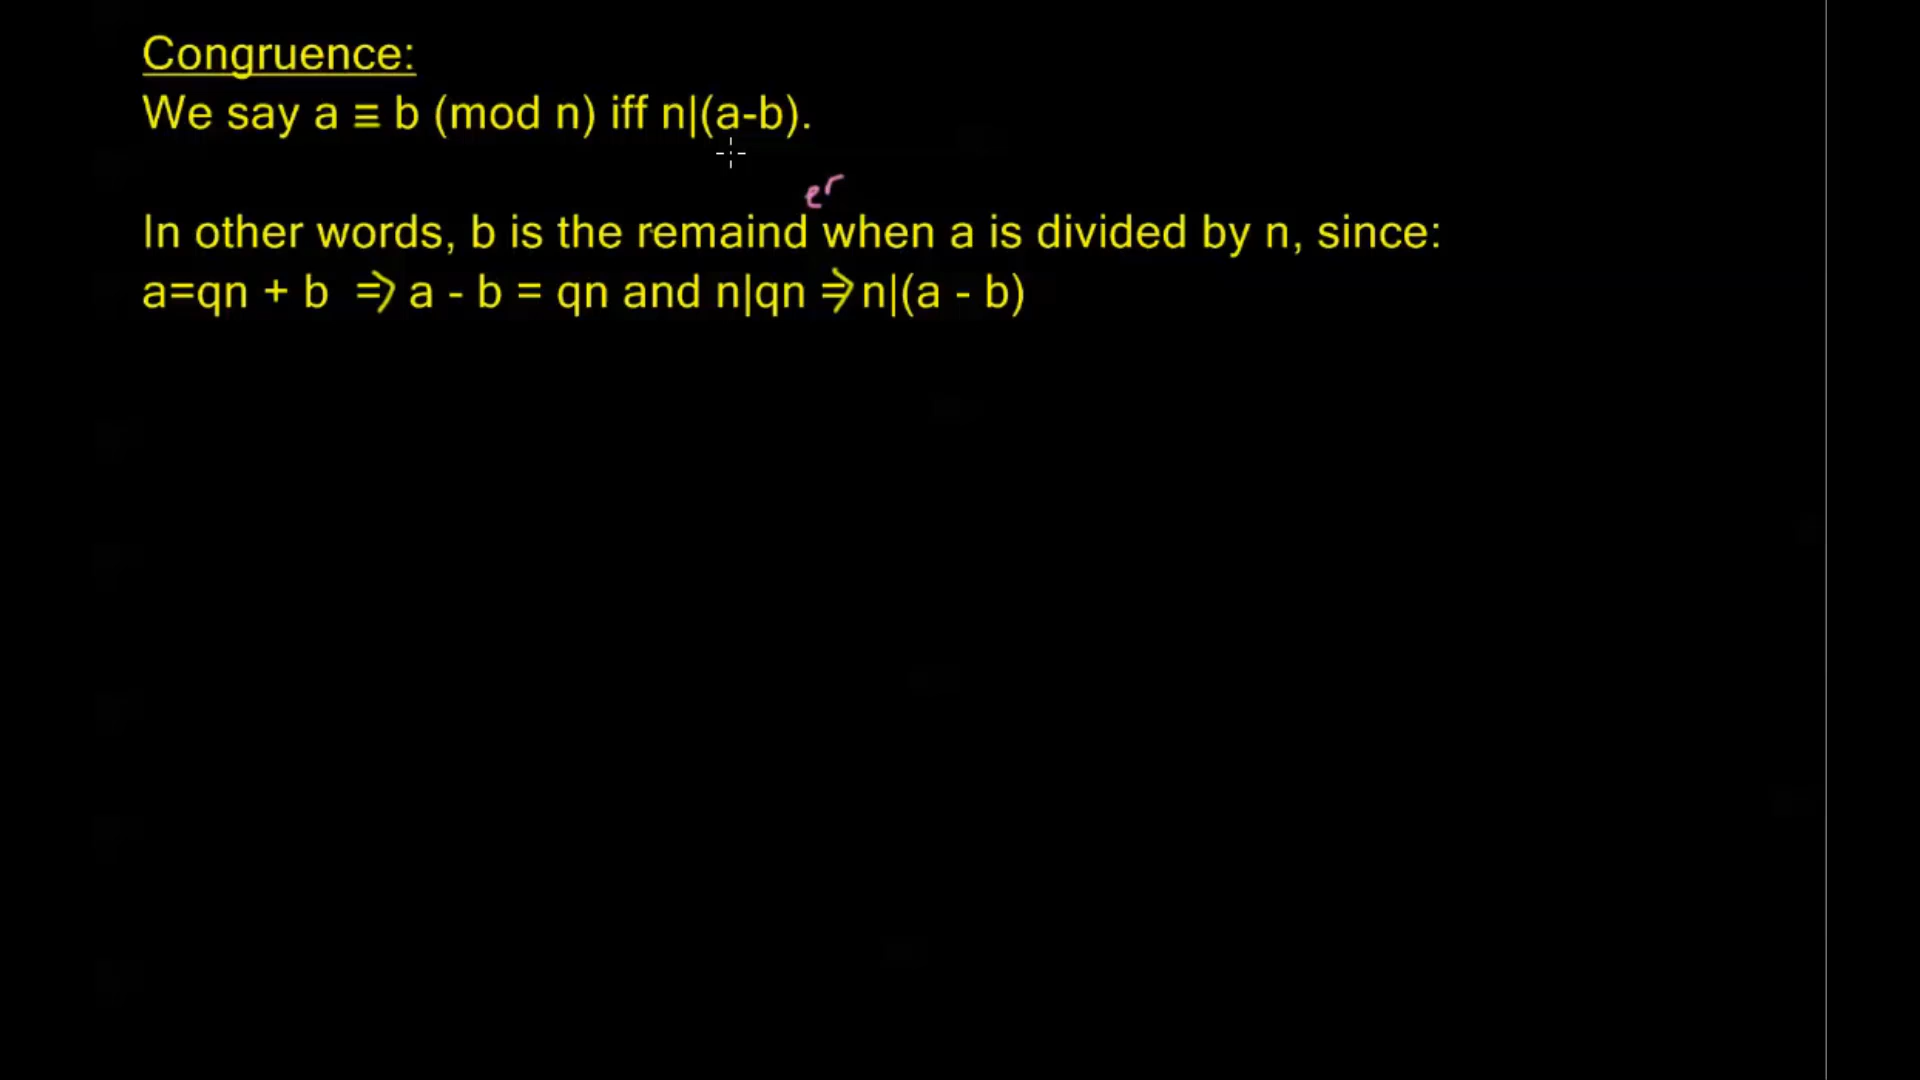 Congruence:
We say a ≡ b (mod n) iff n|(a-b).
er
In other words, b is the remaind when a is divided by n, since:
a=qn + b ⇒ a - b = qn and n|qn ⇒ n|(a - b)